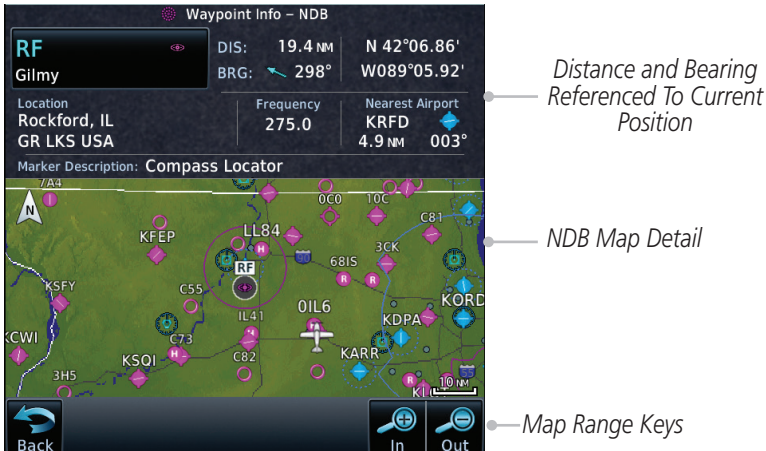 Waypoint Info – NDB
RF
Gilmy
DIS: 19.4 NM
BRG: 298°
N 42°06.86'
W089°05.92'
Location
Rockford, IL
GR LKS USA
Frequency
275.0
Nearest Airport
KRFD
4.9 NM 003°
Marker Description: Compass Locator
Distance and Bearing
Referenced To Current
Position
7A4
N
0C0
10C
C81
KFEP
LL84
90
3CK
68IS
RF
KSFY
C55
0IL6
KORD
IL41
KDPA
KCWI
C73
C82
KARR
KSQI
3H5
55
10 NM
NDB Map Detail
Back
In
Out
Map Range Keys